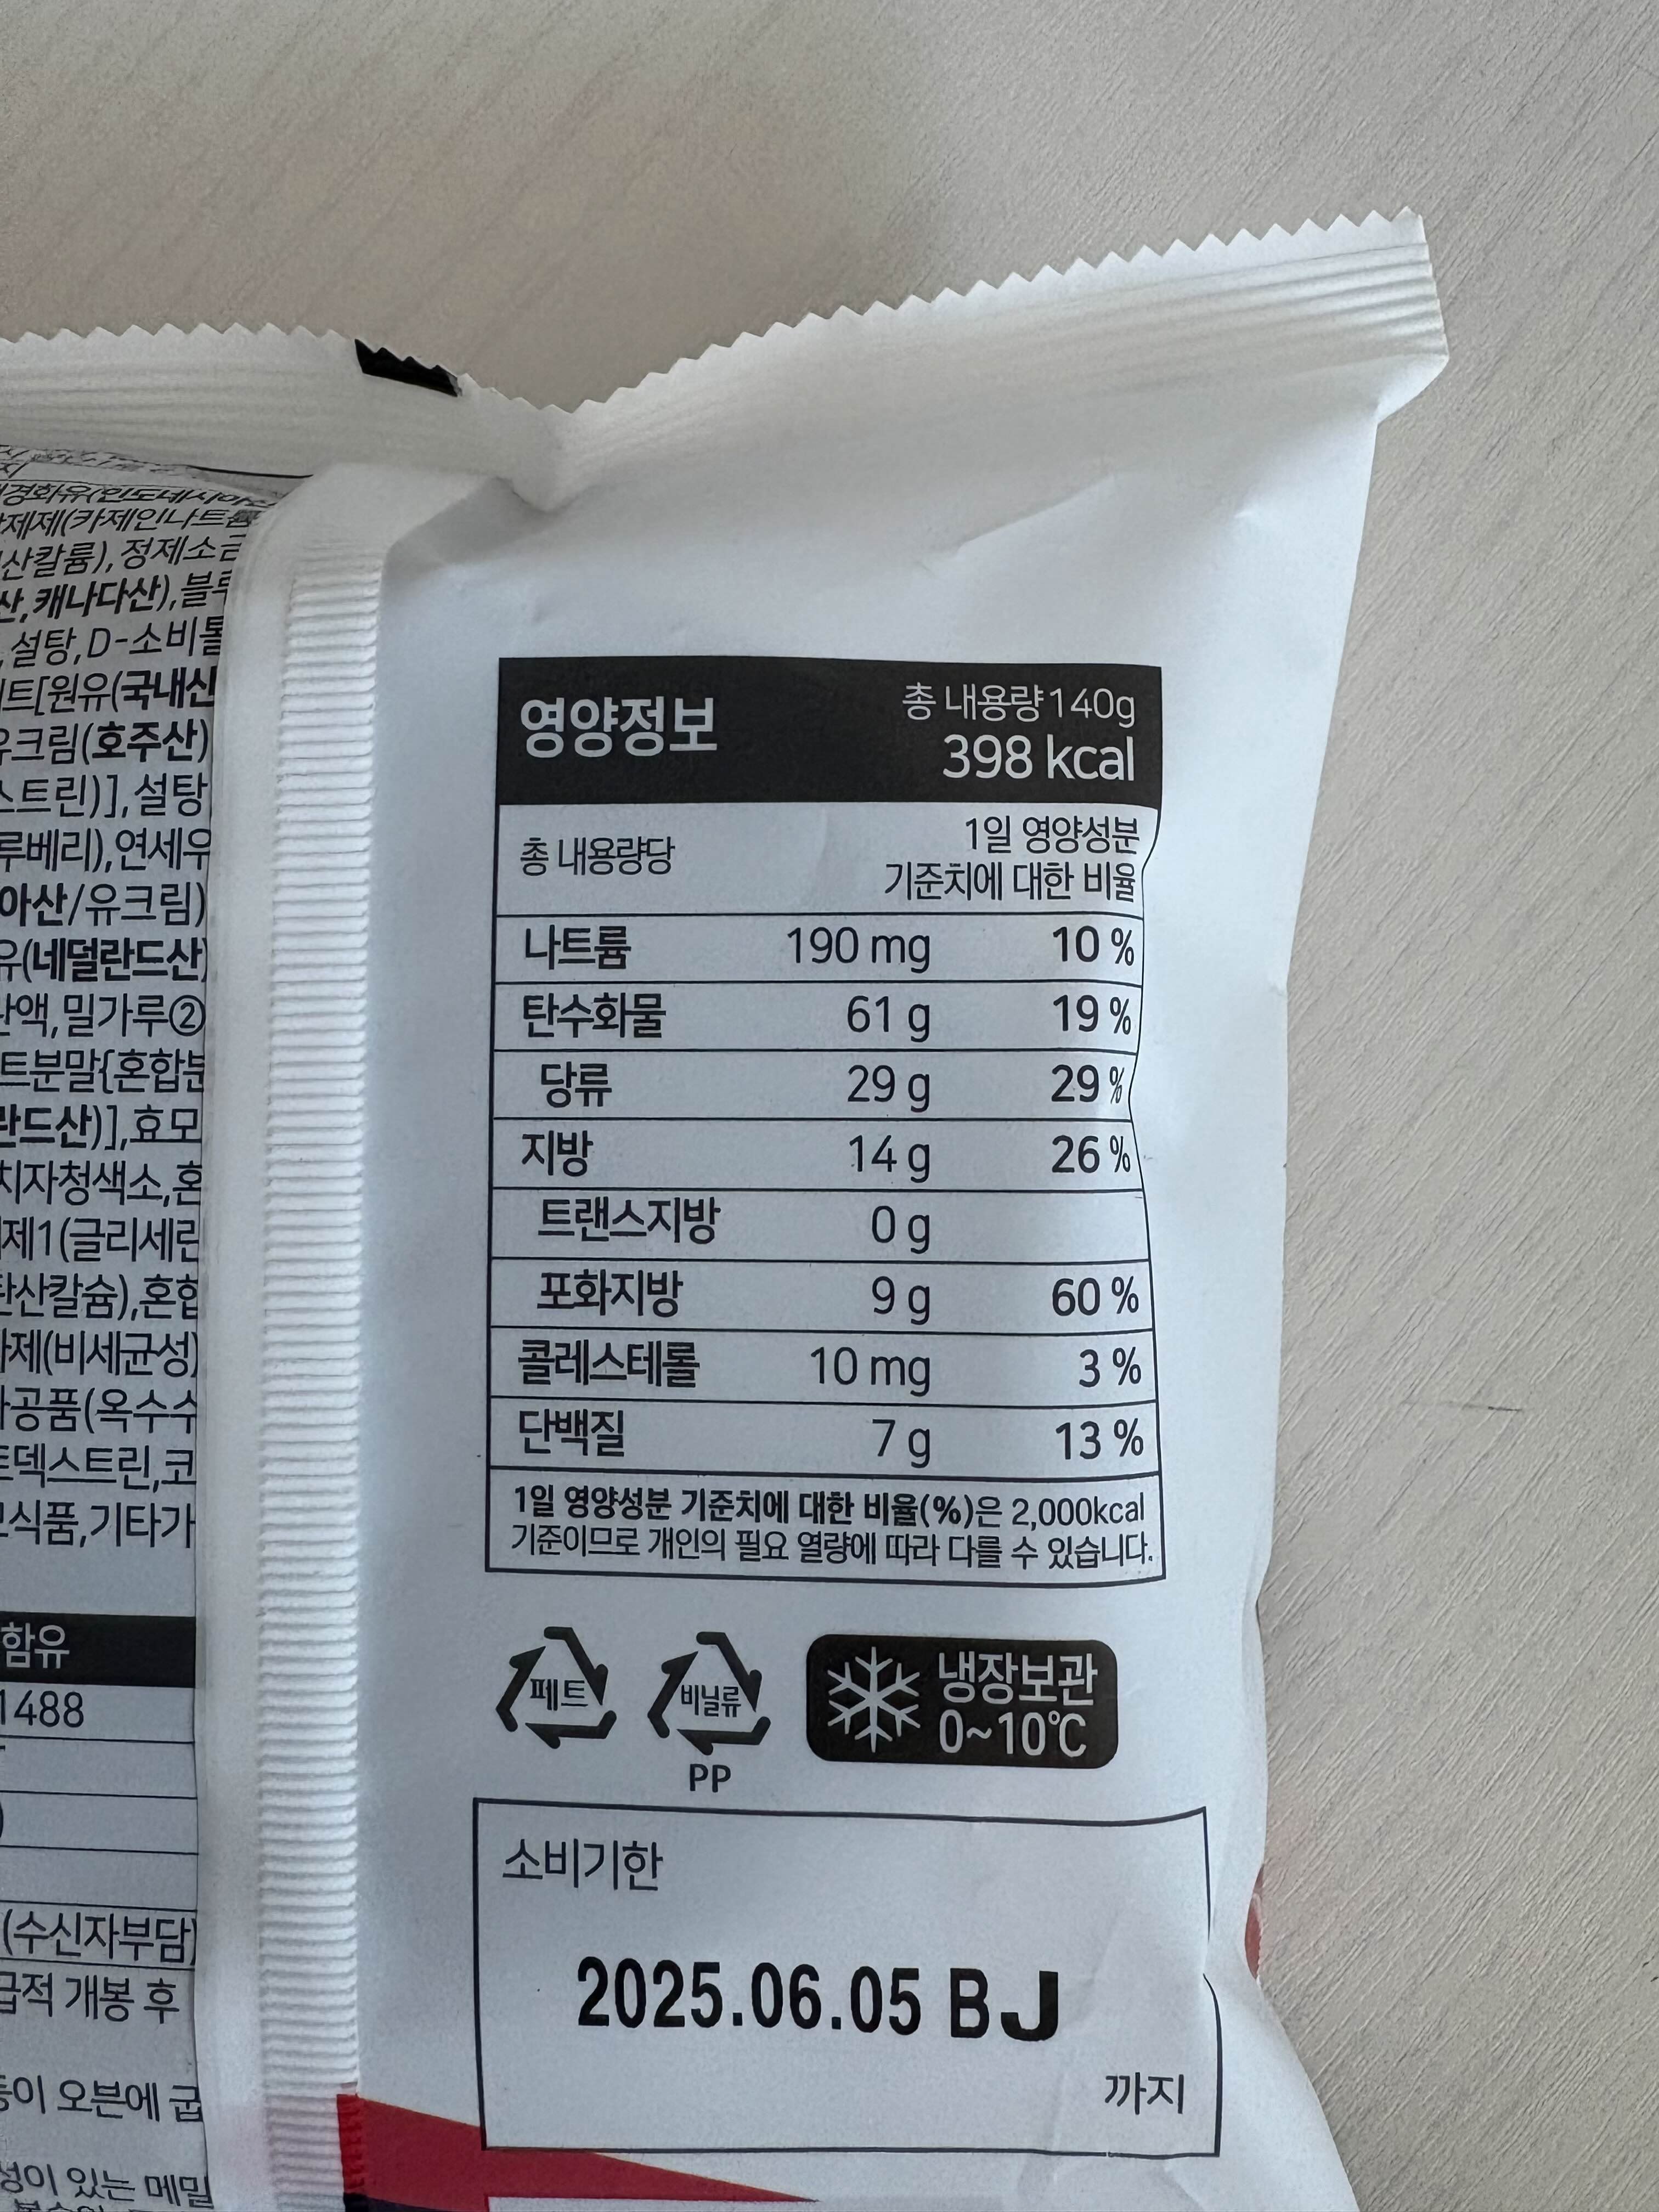 경화유(인도네시아산
제제(카제인나트륨
산칼륨), 정제소금
산,캐나다산),블루
, 설탕, D-소비톨
트[원유(국내산
유크림(호주산)
스트린)], 설탕
루베리),연세우
아산/유크림)
유(네덜란드산)
란액,밀가루②
트분말{혼합분
란드산)],효모
치자청색소,혼
제1(글리세린
탄산칼슘),혼합
가제(비세균성)
가공품(옥수수
트덱스트린,코
모식품,기타가
함유
1488
(수신자부담)
급적 개봉 후
등이 오븐에 굽
성이 있는 메밀
영양정보
총 내용량 140g
398 kcal
총 내용량당
1일 영양성분
기준치에 대한 비율
나트륨 190 mg 10 %
탄수화물 61 g 19 %
당류 29 g 29 %
지방 14 g 26 %
트랜스지방 0 g
포화지방 9 g 60 %
콜레스테롤 10 mg 3 %
단백질 7 g 13 %
1일 영양성분 기준치에 대한 비율(%)은 2,000kcal
기준이므로 개인의 필요 열량에 따라 다를 수 있습니다.
페트
비닐류
PP
냉장보관
0~10℃
소비기한
2025.06.05 BJ
까지